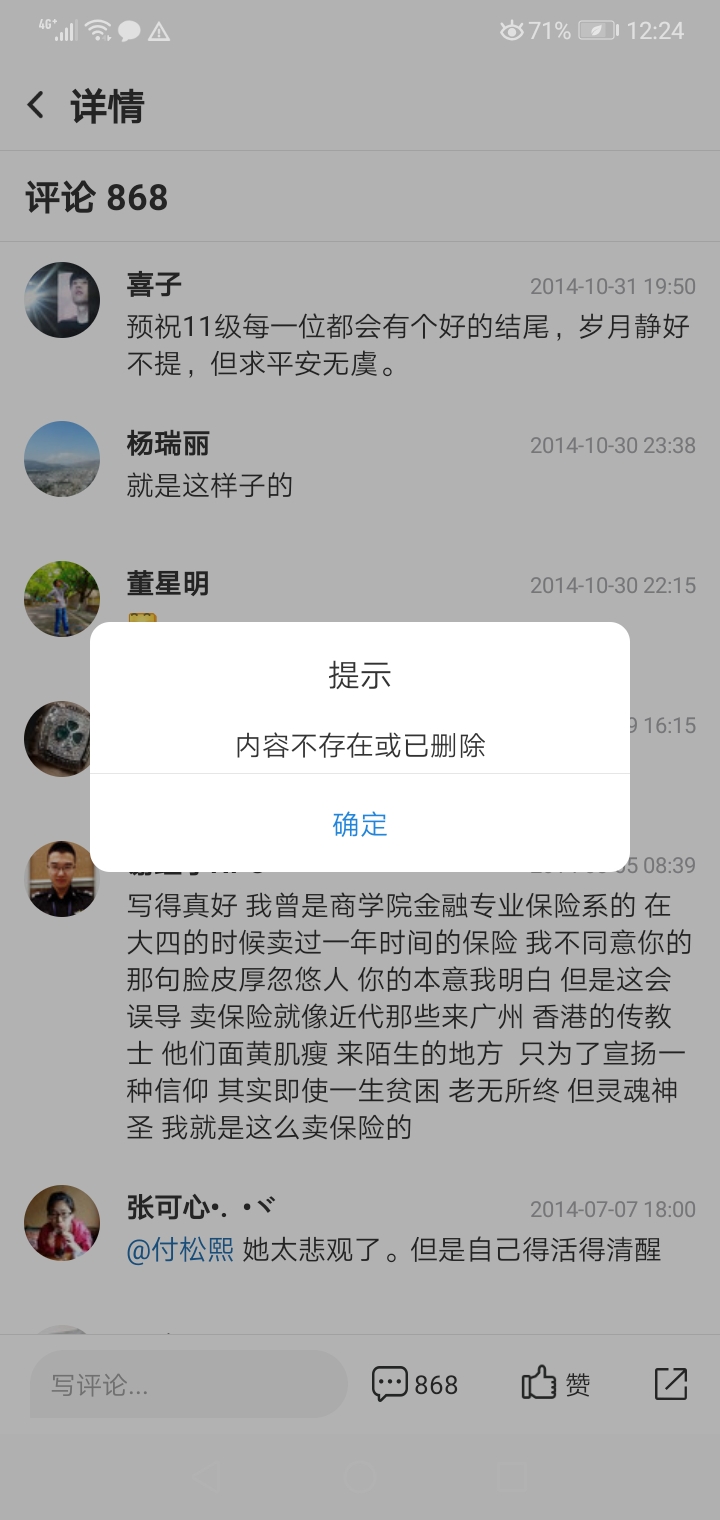 4G+
71%
12:24
详情
评论 868
喜子
2014-10-31 19:50
预祝11级每一位都会有个好的结尾，岁月静好
不提，但求平安无虞。
杨瑞丽
2014-10-30 23:38
就是这样子的
董星明
2014-10-30 22:15
提示
9 16:15
内容不存在或已删除
确定
5 08:39
写得真好 我曾是商学院金融专业保险系的 在
大四的时候卖过一年时间的保险 我不同意你的
那句脸皮厚忽悠人 你的本意我明白 但是这会
误导 卖保险就像近代那些来广州 香港的传教
士 他们面黄肌瘦 来陌生的地方  只为了宣扬一
种信仰 其实即使一生贫困 老无所终 但灵魂神
圣 我就是这么卖保险的
张可心•．•ヾ
2014-07-07 18:00
@付松熙 她太悲观了。但是自己得活得清醒
写评论...
868
赞